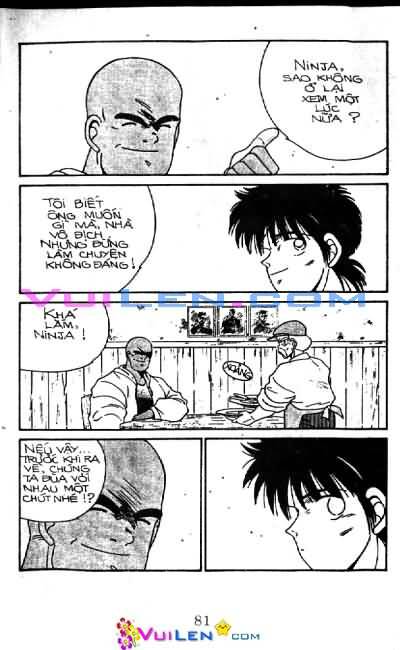 NINJA,
SAO KHÔNG
Ở LẠI
XEM MỘT
LÚC
NỮA?
TÔI BIẾT
ÔNG MUỐN
GÌ MÀ, NHÀ
VÔ ĐỊCH
NHƯNG ĐỪNG
LÀM CHUYỆN
KHÔNG ĐÁNG!
VUILEN.COM
KHÁ
LẮM,
NINJA!
XOẢNG
NẾU VẬY...
TRƯỚC KHI RA
VỀ, CHÚNG
TA ĐÙA VỚI
NHAU MỘT
CHÚT NHÉ!?
81
VUILEN.COM